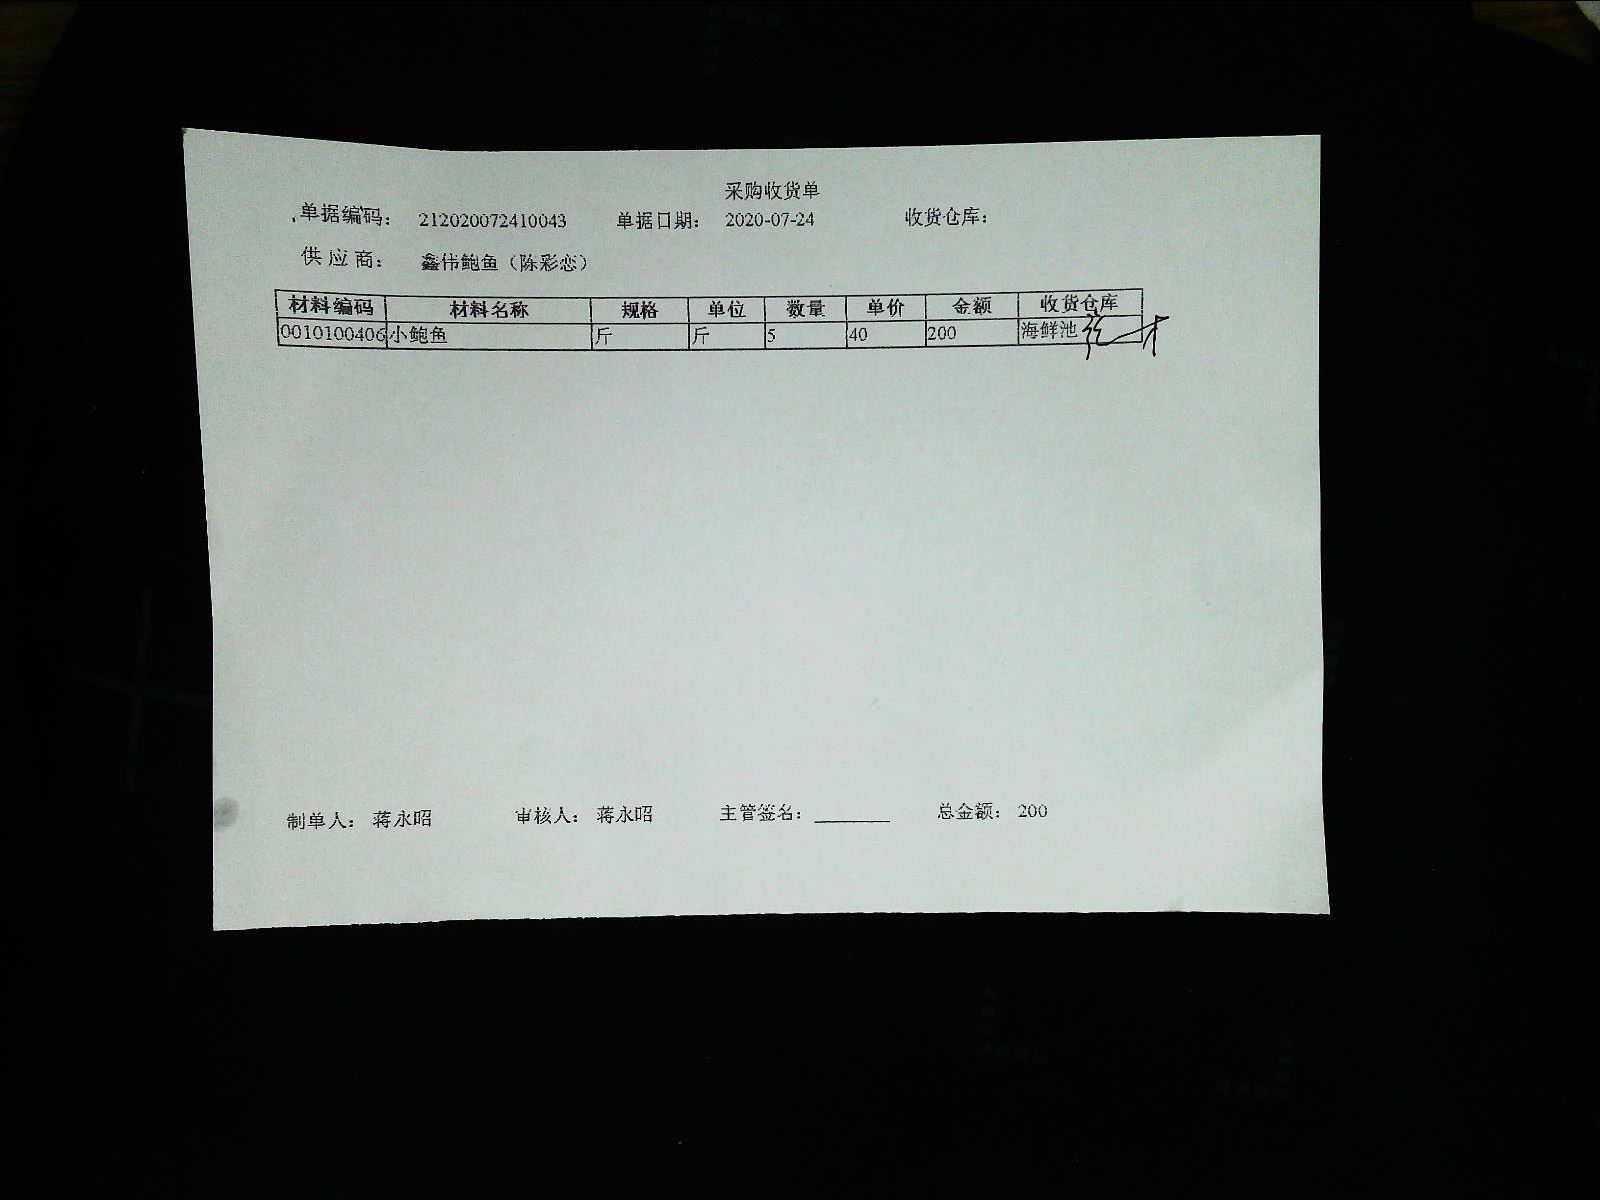 采购收货单
单据编码： 212020072410043 单据日期： 2020-07-24 收货仓库：
供应商： 鑫伟鲍鱼（陈彩恋）
材料编码 材料名称 规格 单位 数量 单价 金额 收货仓库
0010100406 小鲍鱼 斤 斤 5 40 200 海鲜池
制单人： 蒋永昭 审核人： 蒋永昭 主管签名： 总金额： 200